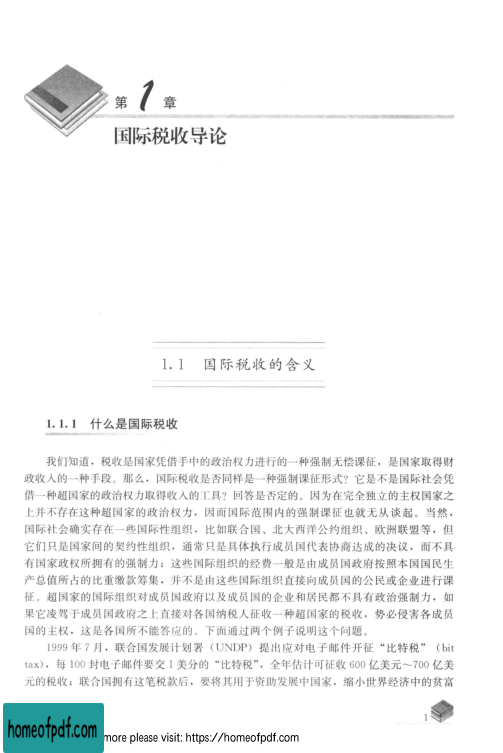 第1章
国际税收导论
1.1 国际税收的含义
1.1.1 什么是国际税收
我们知道，税收是国家凭借手中的政治权力进行的一种强制无偿课征，是国家取得财
政收入的一种手段。那么，国际税收是否同样是一种强制课征形式？它是不是国际社会凭
借一种超国家的政治权力取得收入的工具？回答是否定的。因为在完全独立的主权国家之
上并不存在这种超国家的政治权力，因而国际范围内的强制课征也就无从谈起。当然，
国际社会确实存在一些国际性组织，比如联合国、北大西洋公约组织、欧洲联盟等，但
它们只是国家间的契约性组织，通常只是具体执行成员国代表协商达成的决议，而不具
有国家政权所拥有的强制力；这些国际组织的经费一般是由成员国政府按照本国国民生
产总值所占的比重缴款筹集，并不是由这些国际组织直接向成员国的公民或企业进行课
征。超国家的国际组织对成员国政府以及成员国的企业和居民都不具有政治强制力，如
果它凌驾于成员国政府之上直接对各国纳税人征收一种超国家的税收，势必侵害各成员
国的主权，这是各国所不能答应的。下面通过两个例子说明这个问题。
1999年7月，联合国发展计划署（UNDP）提出应对电子邮件开征“比特税”（bit
tax），每100封电子邮件要交1美分的“比特税”，全年估计可征收600亿美元～700亿美
元的税收；联合国拥有这笔税款后，要将其用于资助发展中国家，缩小世界经济中的贫富
1
homeofpdf.com
more please visit: https://homeofpdf.com